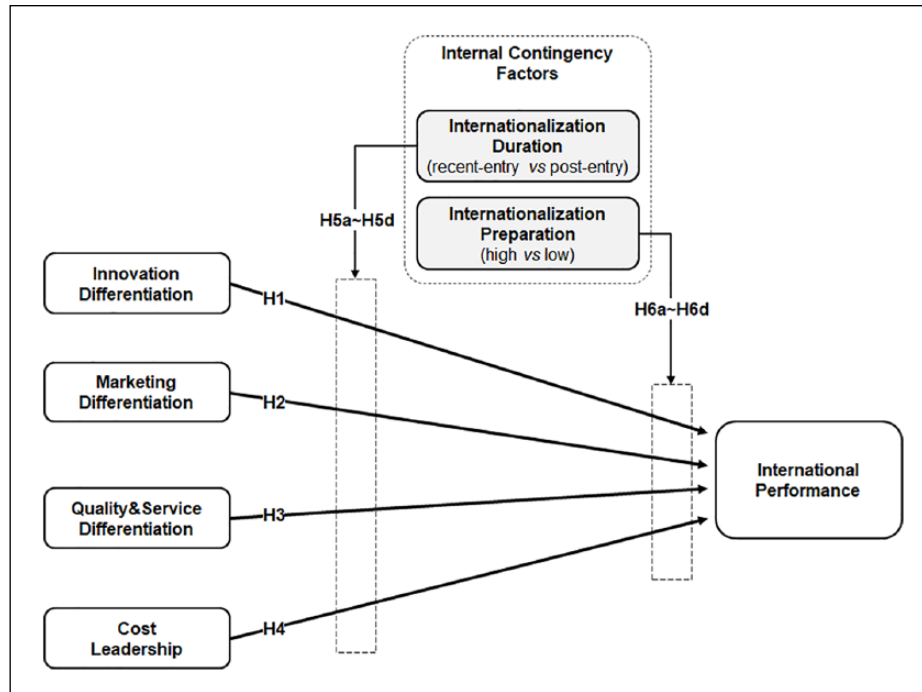 Internal Contingency
Factors
Internationalization
Duration
(recent-entry vs post-entry)
Internationalization
Preparation
(high vs low)
H5a~H5d
H6a~H6d
Innovation
Differentiation
H1
Marketing
Differentiation
H2
Quality&Service
Differentiation
H3
Cost
Leadership
H4
International
Performance